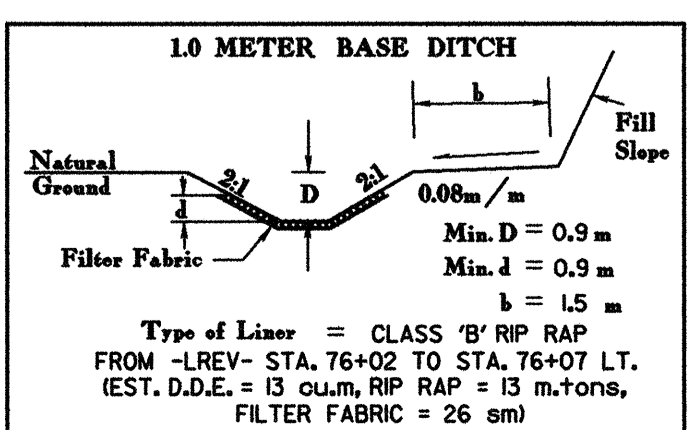 1.0 METER BASE DITCH
b
Fill
Slope
Natural
Ground
2:1
D
2:1
d
0.08m/m
Filter Fabric
Min. D = 0.9 m
Min. d = 0.9 m
b = 1.5 m
Type of Liner = CLASS 'B' RIP RAP
FROM -LREV- STA. 76+02 TO STA. 76+07 LT.
(EST. D.D.E. = 13 cu.m, RIP RAP = 13 m.tons,
FILTER FABRIC = 26 sm)